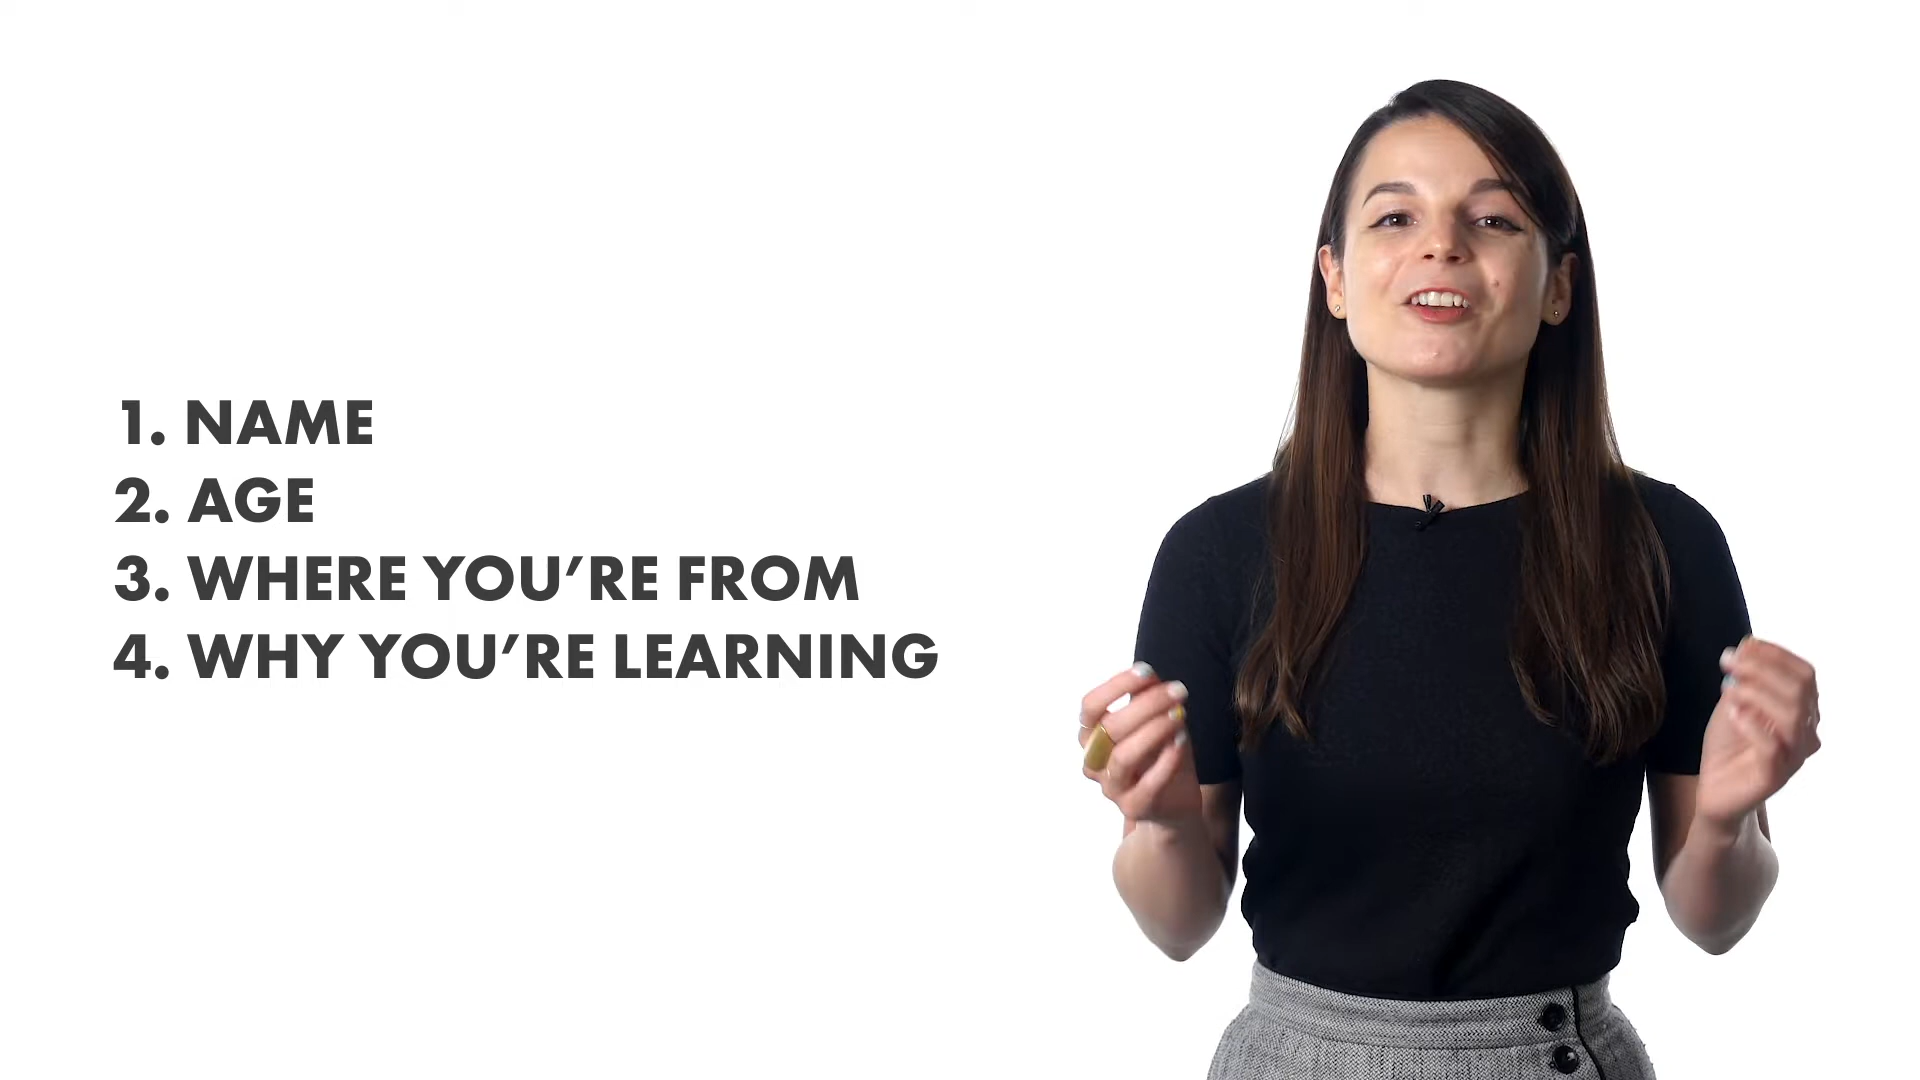 1. NAME
2. AGE
3. WHERE YOU’RE FROM
4. WHY YOU’RE LEARNING